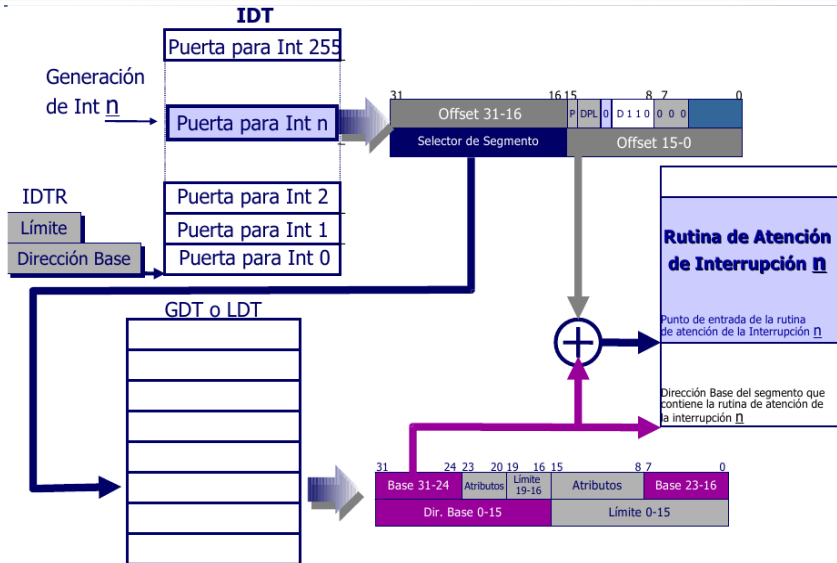 IDT
Puerta para Int 255
Generación
de Int n
Puerta para Int n
31 16 15 8 7 0
Offset 31-16 P DPL 0 D 1 1 0 0 0 0
Selector de Segmento Offset 15-0
Puerta para Int 2
Puerta para Int 1
Puerta para Int 0
IDTR
Límite
Dirección Base
Rutina de Atención
de Interrupción n
Punto de entrada de la rutina
de atención de la Interrupción n
Dirección Base del segmento que
contiene la rutina de atención de
la interrupción n
GDT o LDT
31 24 23 20 19 16 15 8 7 0
Base 31-24 Atributos Límite
19-16 Atributos Base 23-16
Dir. Base 0-15 Límite 0-15